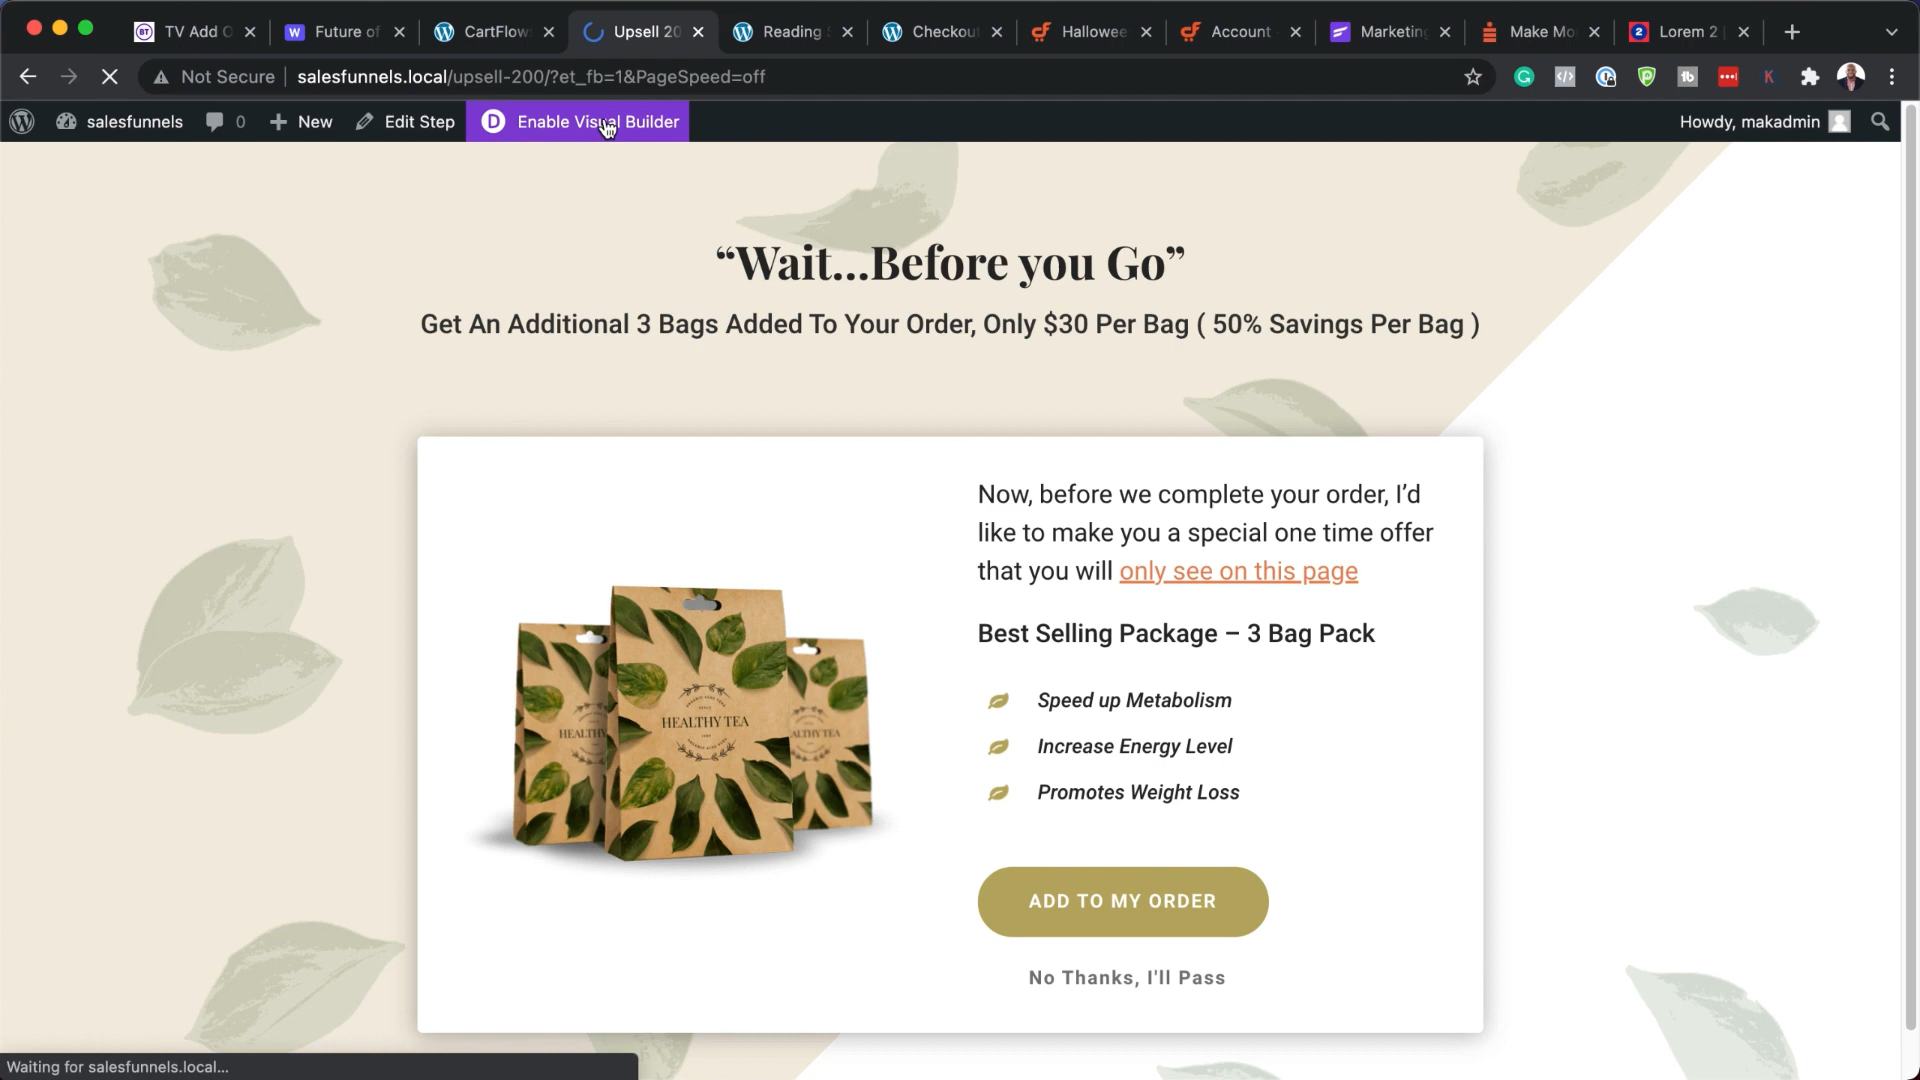 TV Add
Future of
CartFlow
Upsell 20
Reading
Checkout
Hallowee
Account
Marketing
Make Mo
Lorem 2
Not Secure
salesfunnels.local/upsell-200/?et_fb=1&PageSpeed=off
salesfunnels 0 New Edit Step Enable Visual Builder Howdy, makadmin
“Wait...Before you Go”
Get An Additional 3 Bags Added To Your Order, Only $30 Per Bag ( 50% Savings Per Bag )
Now, before we complete your order, I’d
like to make you a special one time offer
that you will only see on this page
Best Selling Package – 3 Bag Pack
Speed up Metabolism
Increase Energy Level
Promotes Weight Loss
HEALTHY TEA
ADD TO MY ORDER
No Thanks, I'll Pass
Waiting for salesfunnels.local...